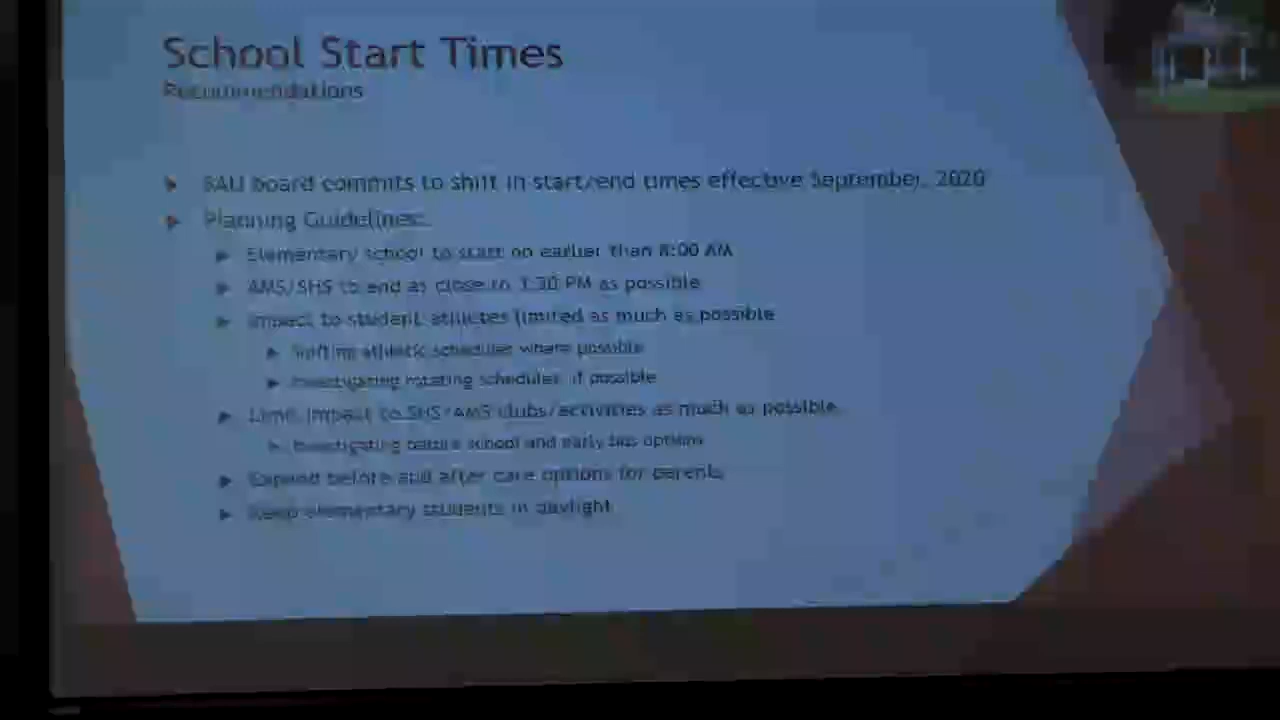 School Start Times
Recommendations
SAU board commits to shift in start/end times effective September, 2020
Planning Guidelines:
Elementary school to start no earlier than 8:00 AM
AMS/SHS to end as close to 3:30 PM as possible
Impact to student athletes limited as much as possible
Shifting athletic schedules where possible
Investigating rotating schedules, if possible
Limit impact to SHS/AMS clubs/activities as much as possible
Investigating before school and early bus options
Expand before and after care options for parents
Keep elementary students in daylight